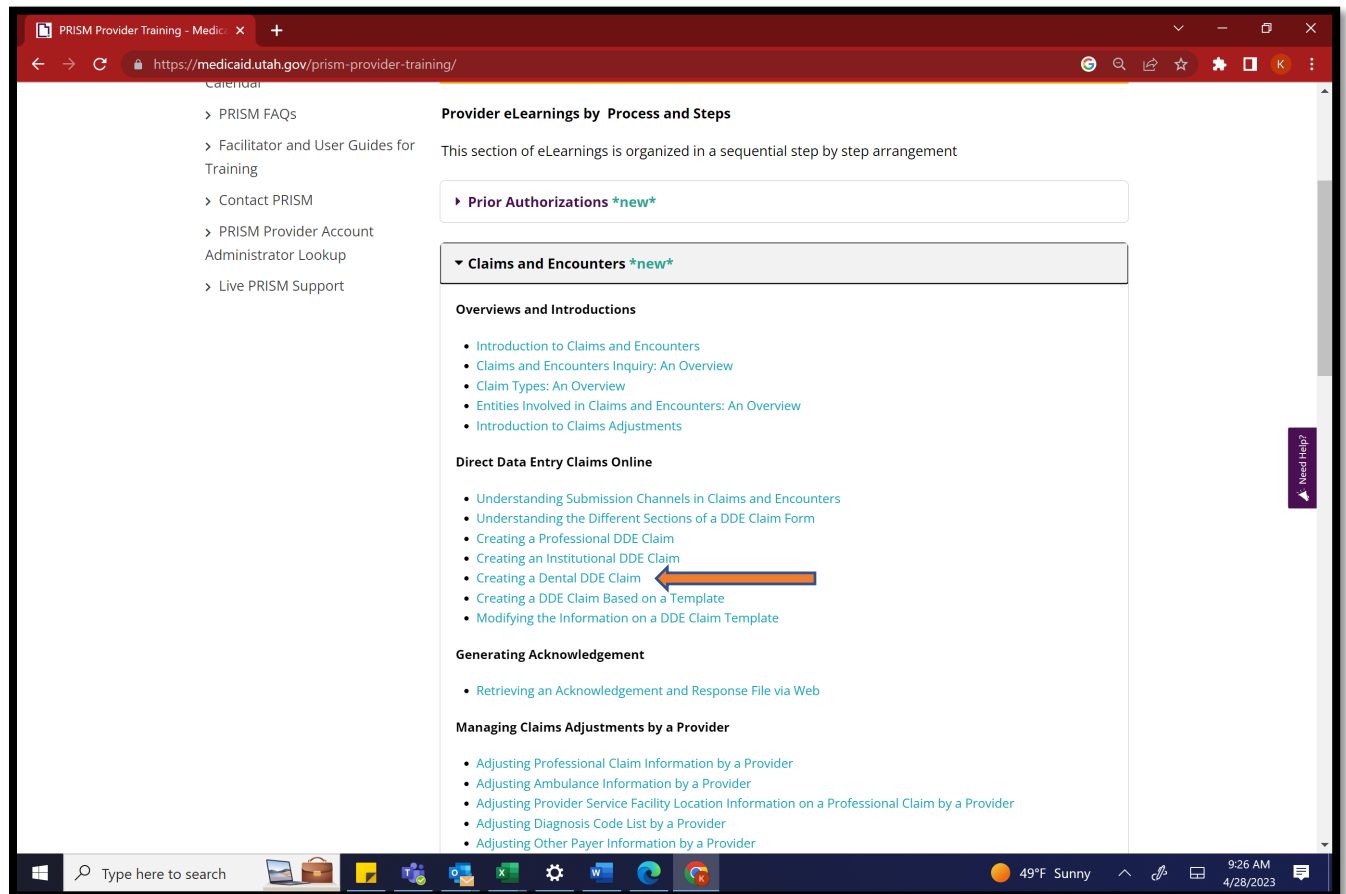 PRISM Provider Training - Medic
https://medicaid.utah.gov/prism-provider-training/
K
Calendar
PRISM FAQs
Facilitator and User Guides for
Training
Contact PRISM
PRISM Provider Account
Administrator Lookup
Live PRISM Support
Provider eLearnings by Process and Steps
This section of eLearnings is organized in a sequential step by step arrangement
Prior Authorizations *new*
Claims and Encounters *new*
Overviews and Introductions
Introduction to Claims and Encounters
Claims and Encounters Inquiry: An Overview
Claim Types: An Overview
Entities Involved in Claims and Encounters: An Overview
Introduction to Claims Adjustments
Direct Data Entry Claims Online
Understanding Submission Channels in Claims and Encounters
Understanding the Different Sections of a DDE Claim Form
Creating a Professional DDE Claim
Creating an Institutional DDE Claim
Creating a Dental DDE Claim
Creating a DDE Claim Based on a Template
Modifying the Information on a DDE Claim Template
Generating Acknowledgement
Retrieving an Acknowledgement and Response File via Web
Managing Claims Adjustments by a Provider
Adjusting Professional Claim Information by a Provider
Adjusting Ambulance Information by a Provider
Adjusting Provider Service Facility Location Information on a Professional Claim by a Provider
Adjusting Diagnosis Code List by a Provider
Adjusting Other Payer Information by a Provider
Need Help?
Type here to search
49°F Sunny
9:26 AM
4/28/2023